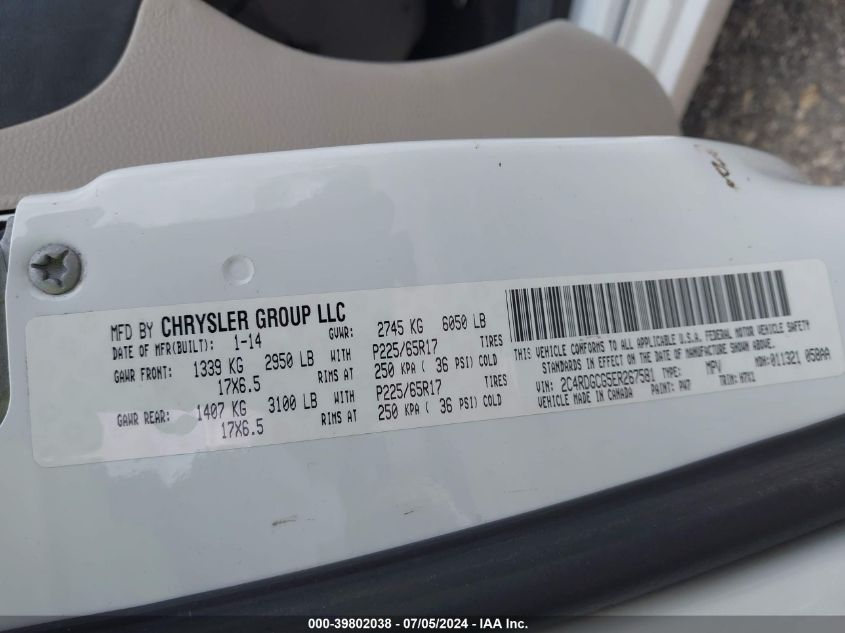 MFD BY CHRYSLER GROUP LLC
DATE OF MFR(BUILT): 1-14 GVWR: 2745 KG 6050 LB
GAWR FRONT: 1339 KG 2950 LB WITH P225/65R17 TIRES
17X6.5 RIMS AT 250 KPA ( 36 PSI) COLD
GAWR REAR: 1407 KG 3100 LB WITH P225/65R17 TIRES
17X6.5 RIMS AT 250 KPA ( 36 PSI) COLD
THIS VEHICLE CONFORMS TO ALL APPLICABLE U.S.A. FEDERAL MOTOR VEHICLE SAFETY
STANDARDS IN EFFECT ON THE DATE OF MANUFACTURE SHOWN ABOVE.
VIN: 2C4RDGCG5ER267581 TYPE: MPV MDH: 011321 058AA
VEHICLE MADE IN CANADA PAINT: PW7 TRIM:
000-39802038 - 07/05/2024 - IAA Inc.